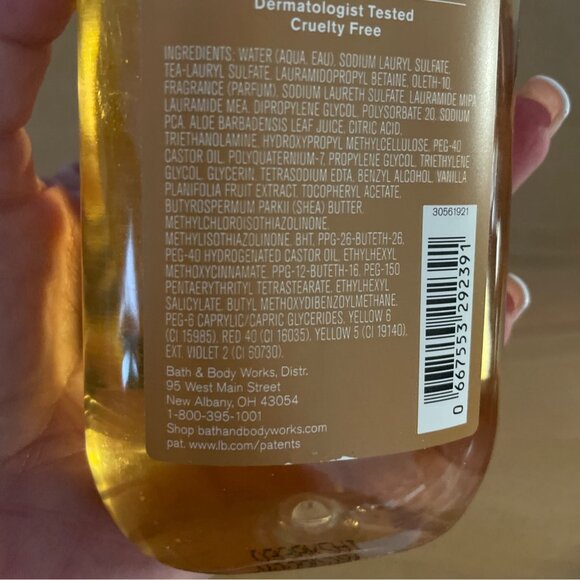 Dermatologist Tested
Cruelty Free
INGREDIENTS: WATER (AQUA, EAU), SODIUM LAURYL SULFATE,
TEA-LAURYL SULFATE, LAURAMIDOPROPYL BETAINE, OLETH-10,
FRAGRANCE (PARFUM), SODIUM LAURETH SULFATE, LAURAMIDE MIPA,
LAURAMIDE MEA, DIPROPYLENE GLYCOL, POLYSORBATE 20, SODIUM
PCA, ALOE BARBADENSIS LEAF JUICE, CITRIC ACID,
TRIETHANOLAMINE, HYDROXYPROPYL METHYLCELLULOSE, PEG-40
CASTOR OIL, POLYQUATERNIUM-7, PROPYLENE GLYCOL, TRIETHYLENE
GLYCOL, GLYCERIN, TETRASODIUM EDTA, BENZYL ALCOHOL, VANILLA
PLANIFOLIA FRUIT EXTRACT, TOCOPHERYL ACETATE,
BUTYROSPERMUM PARKII (SHEA) BUTTER,
METHYLCHLOROISOTHIAZOLINONE,
METHYLISOTHIAZOLINONE, BHT, PPG-26-BUTETH-26,
PEG-40 HYDROGENATED CASTOR OIL, ETHYLHEXYL
METHOXYCINNAMATE, PPG-12-BUTETH-16, PEG-150
PENTAERYTHRITYL TETRASTEARATE, ETHYLHEXYL
SALICYLATE, BUTYL METHOXYDIBENZOYLMETHANE,
PEG-6 CAPRYLIC/CAPRIC GLYCERIDES, YELLOW 6
(CI 15985), RED 40 (CI 16035), YELLOW 5 (CI 19140),
EXT. VIOLET 2 (CI 60730).
Bath & Body Works, Distr.
95 West Main Street
New Albany, OH 43054
1-800-395-1001
Shop bathandbodyworks.com
pat. www.lb.com/patents
30561921
0 667553 292391